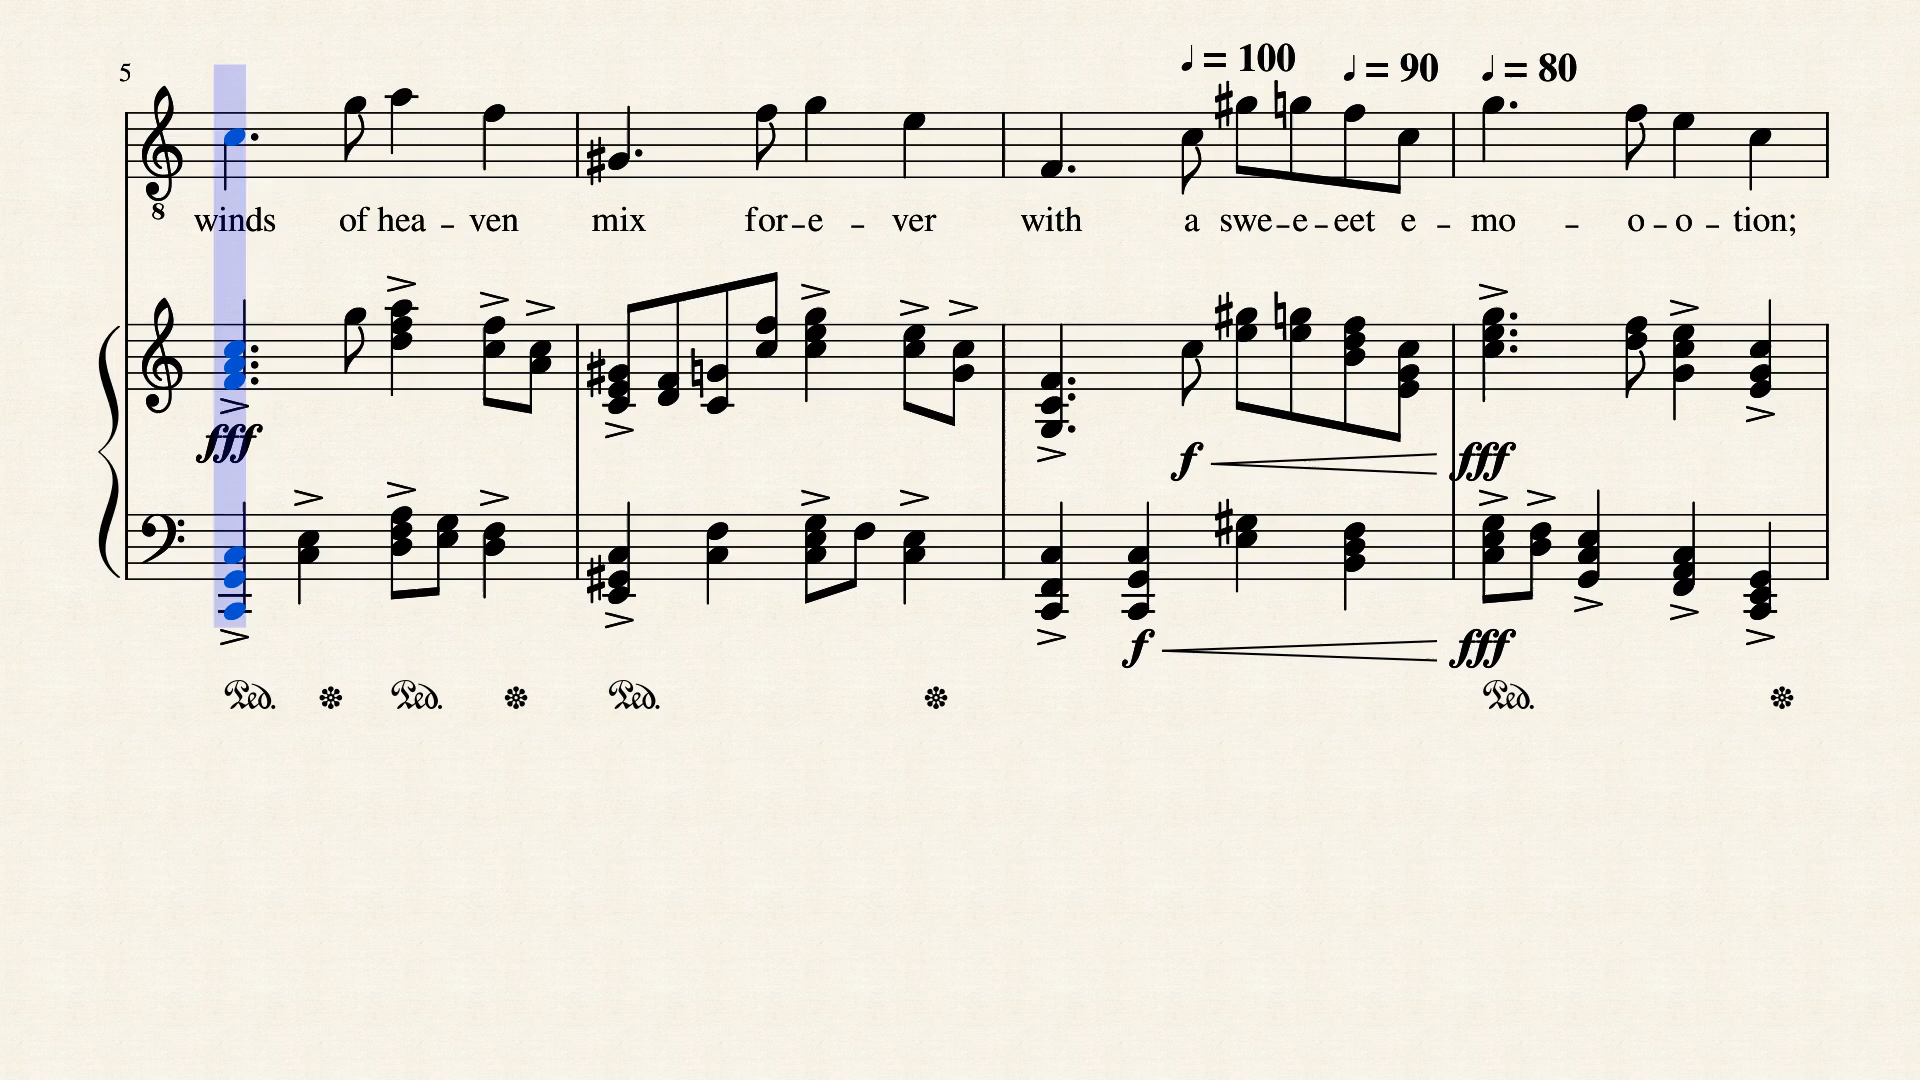 ♩ = 100 ♩ = 90 ♩ = 80
5
8
winds of hea - ven mix for - e - ver with a swe - e - eet e - mo - o - o - tion;
fff f fff
f fff
Ped. Ped. Ped. Ped.